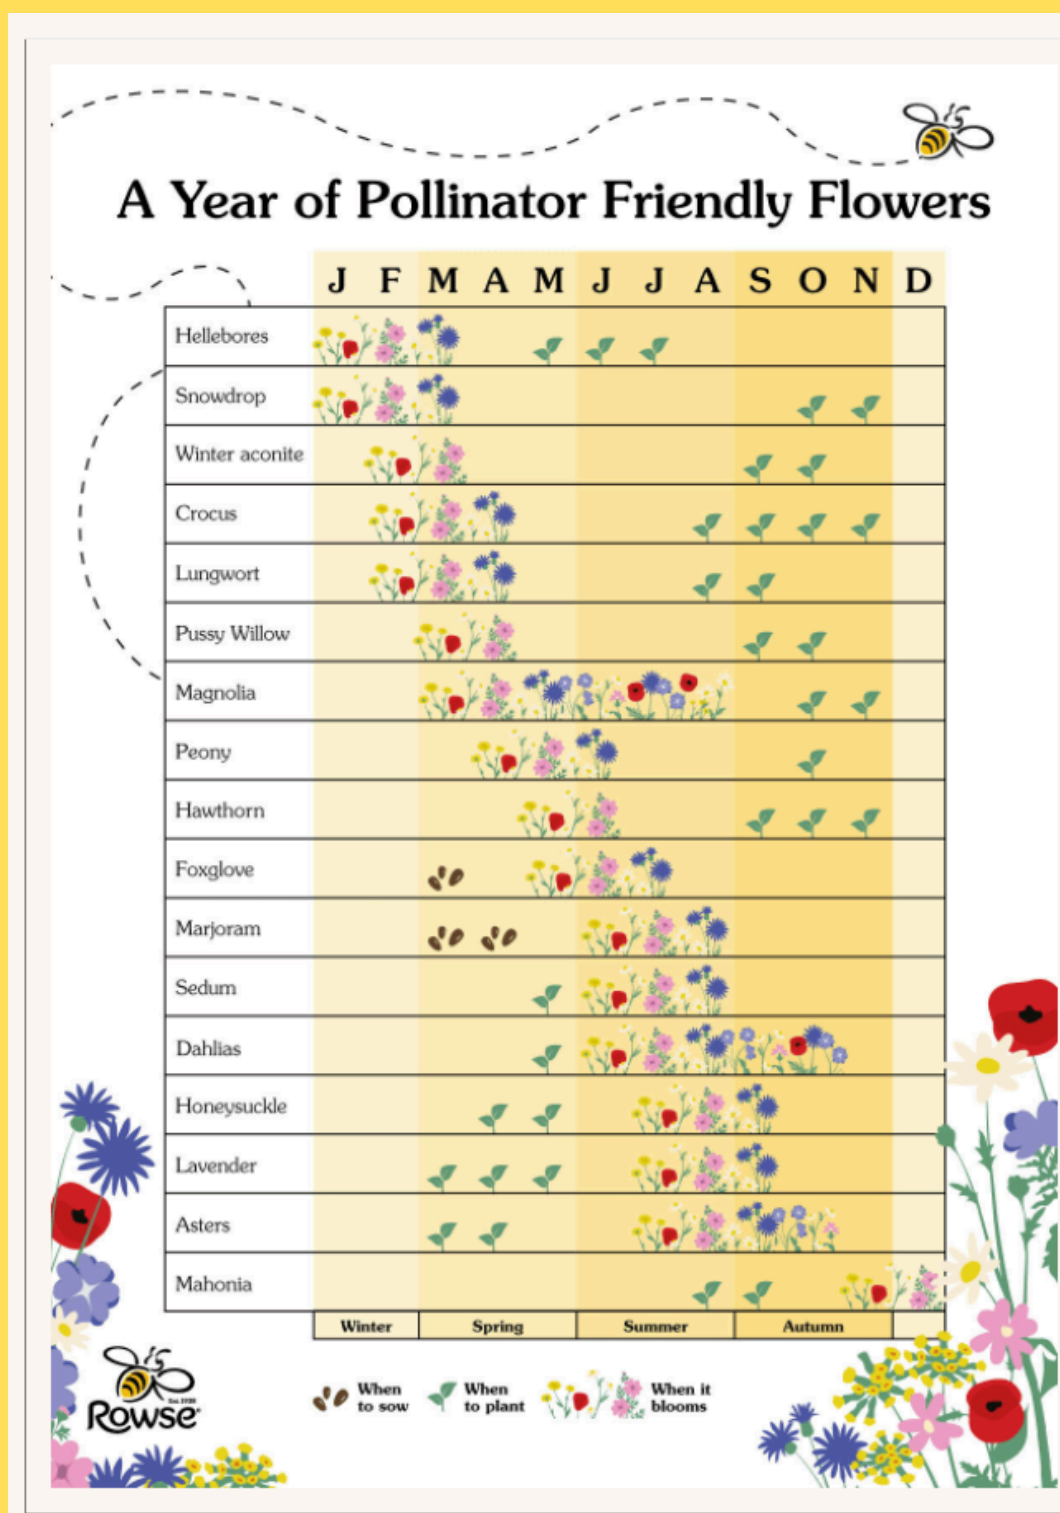 A Year of Pollinator Friendly Flowers
J F M A M J J A S O N D
Hellebores
Snowdrop
Winter aconite
Crocus
Lungwort
Pussy Willow
Magnolia
Peony
Hawthorn
Foxglove
Marjoram
Sedum
Dahlias
Honeysuckle
Lavender
Asters
Mahonia
Winter Spring Summer Autumn
When to sow
When to plant
When it blooms
Est. 1938
Rowse